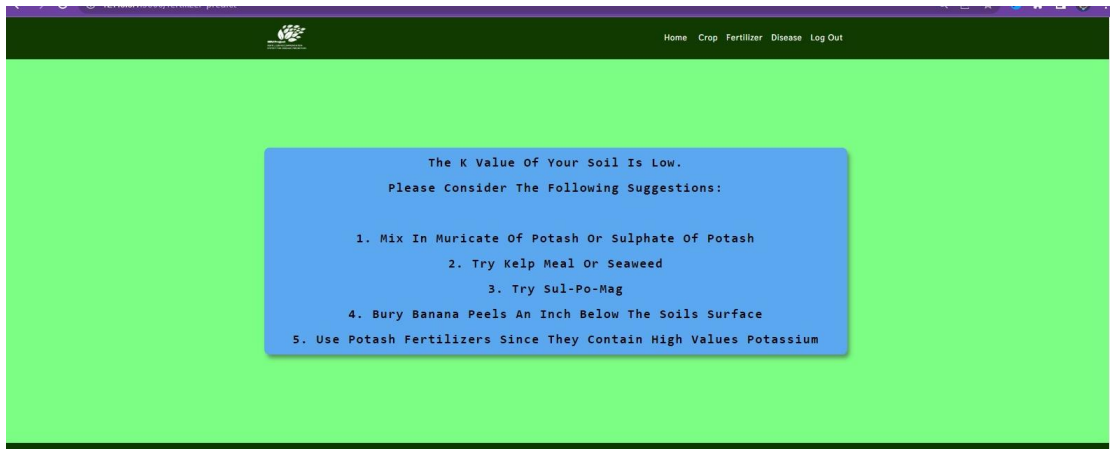 Home Crop Fertilizer Disease Log Out
The K Value Of Your Soil Is Low.
Please Consider The Following Suggestions:
1. Mix In Muricate Of Potash Or Sulphate Of Potash
2. Try Kelp Meal Or Seaweed
3. Try Sul-Po-Mag
4. Bury Banana Peels An Inch Below The Soils Surface
5. Use Potash Fertilizers Since They Contain High Values Potassium